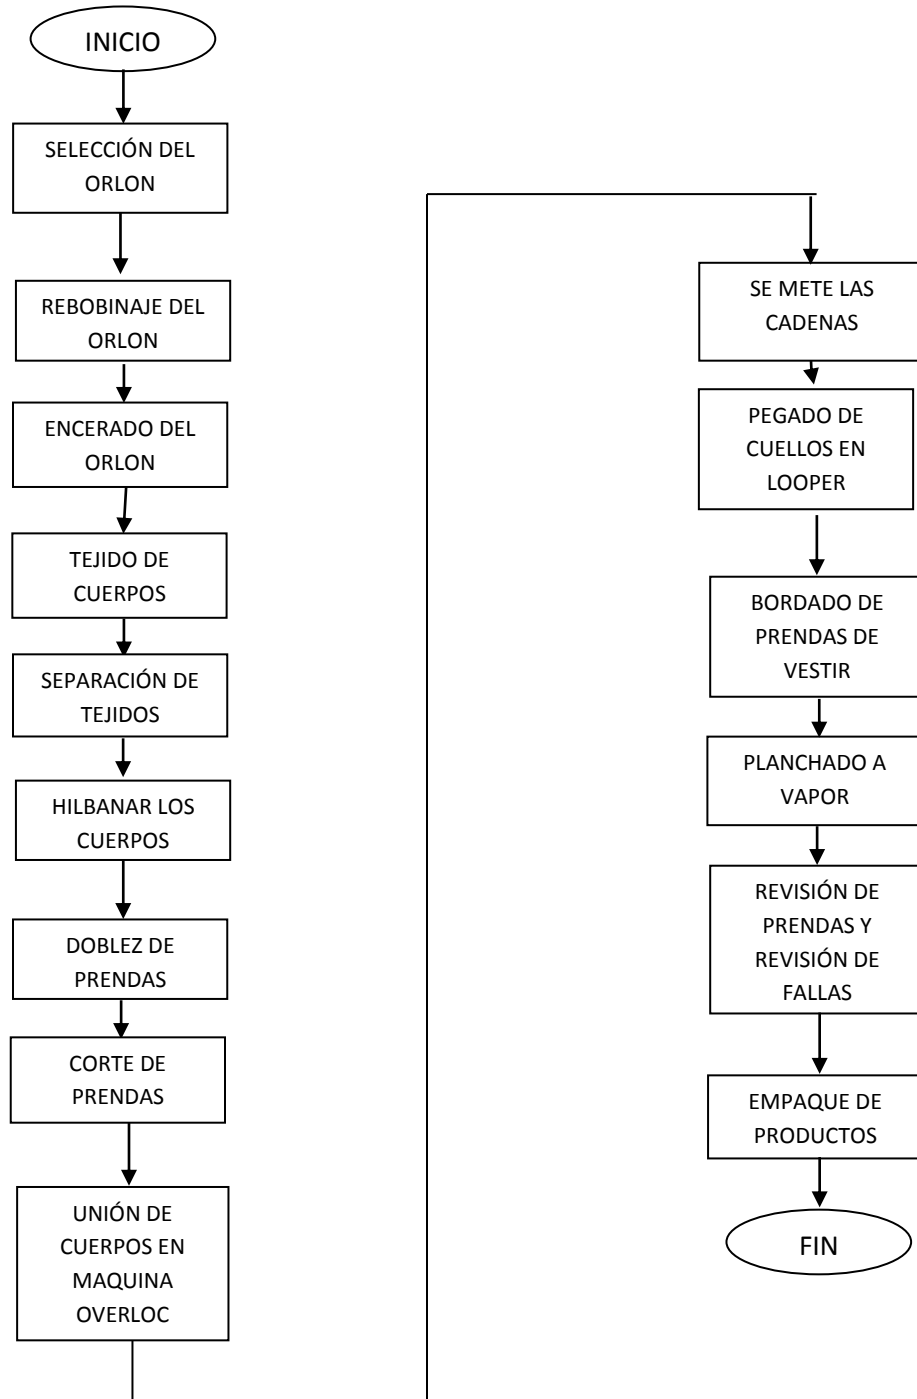 INICIO
SELECCIÓN DEL
ORLON
REBOBINAJE DEL
ORLON
ENCERADO DEL
ORLON
TEJIDO DE
CUERPOS
SEPARACIÓN DE
TEJIDOS
HILBANAR LOS
CUERPOS
DOBLEZ DE
PRENDAS
CORTE DE
PRENDAS
UNIÓN DE
CUERPOS EN
MAQUINA
OVERLOC
SE METE LAS
CADENAS
PEGADO DE
CUELLOS EN
LOOPER
BORDADO DE
PRENDAS DE
VESTIR
PLANCHADO A
VAPOR
REVISIÓN DE
PRENDAS Y
REVISIÓN DE
FALLAS
EMPAQUE DE
PRODUCTOS
FIN